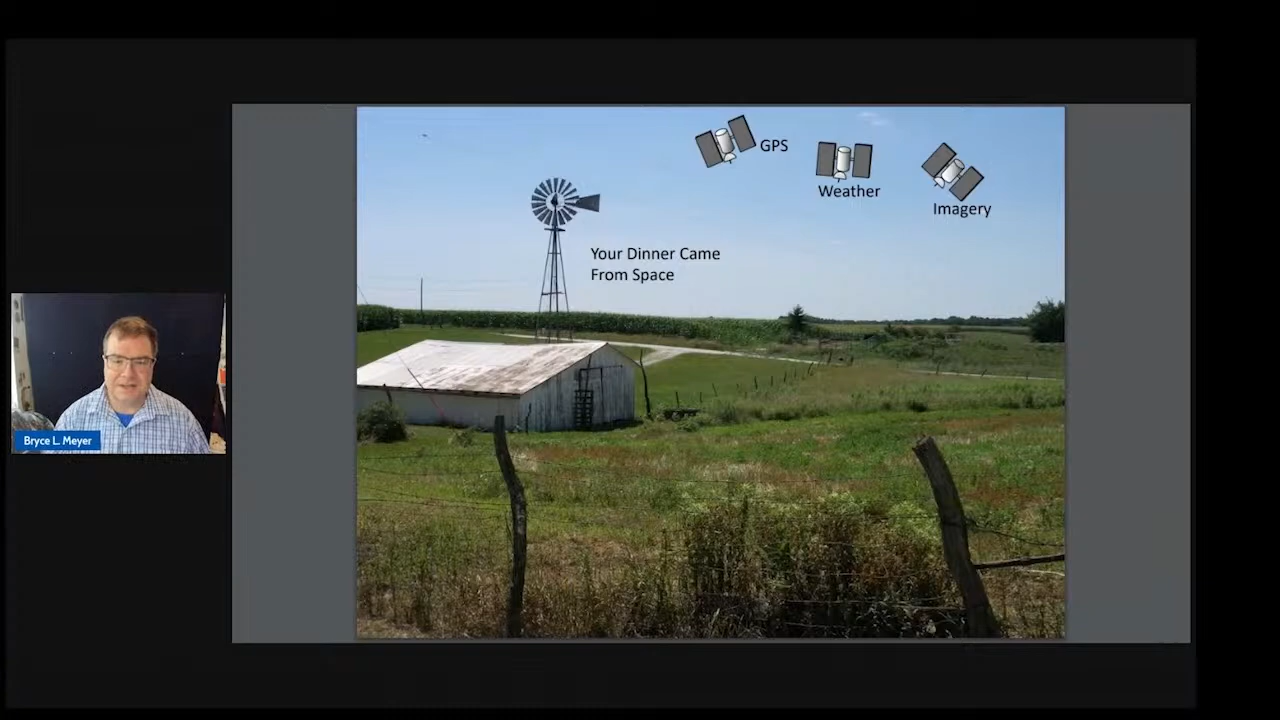 GPS
Weather
Imagery
Your Dinner Came
From Space
Bryce L. Meyer